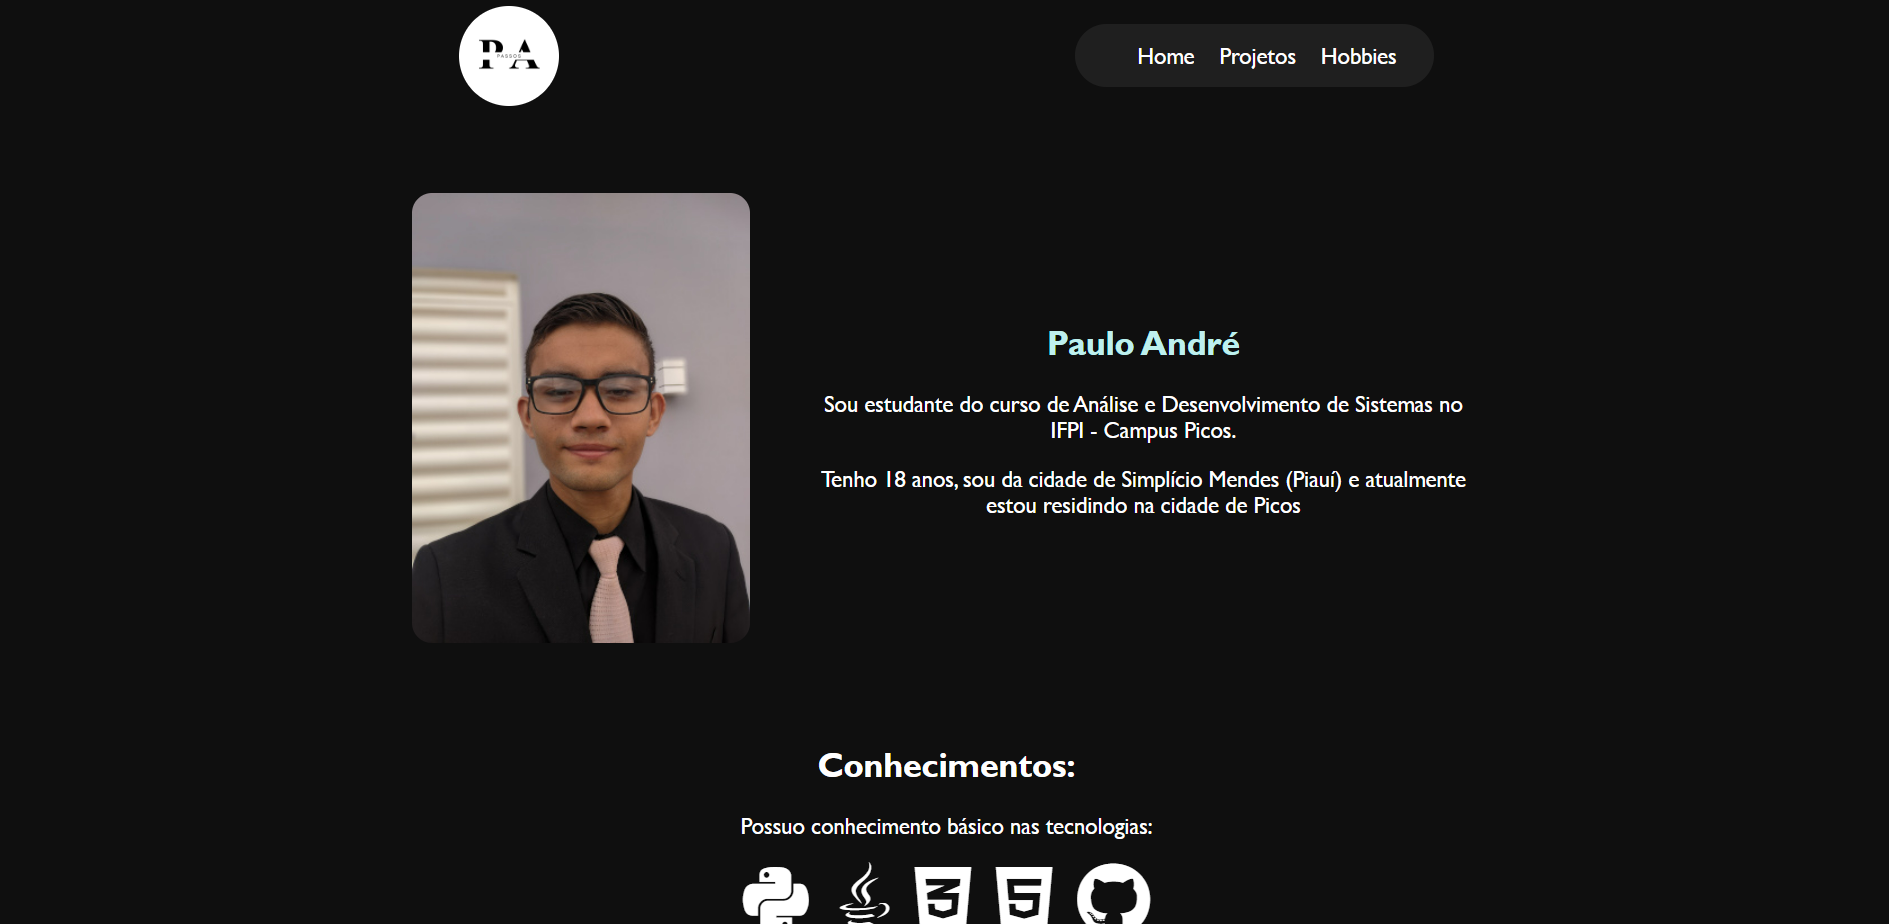 PA
PASSOS
Home Projetos Hobbies
Paulo André
Sou estudante do curso de Análise e Desenvolvimento de Sistemas no
IFPI - Campus Picos.
Tenho 18 anos, sou da cidade de Simplício Mendes (Piauí) e atualmente
estou residindo na cidade de Picos
Conhecimentos:
Possuo conhecimento básico nas tecnologias: